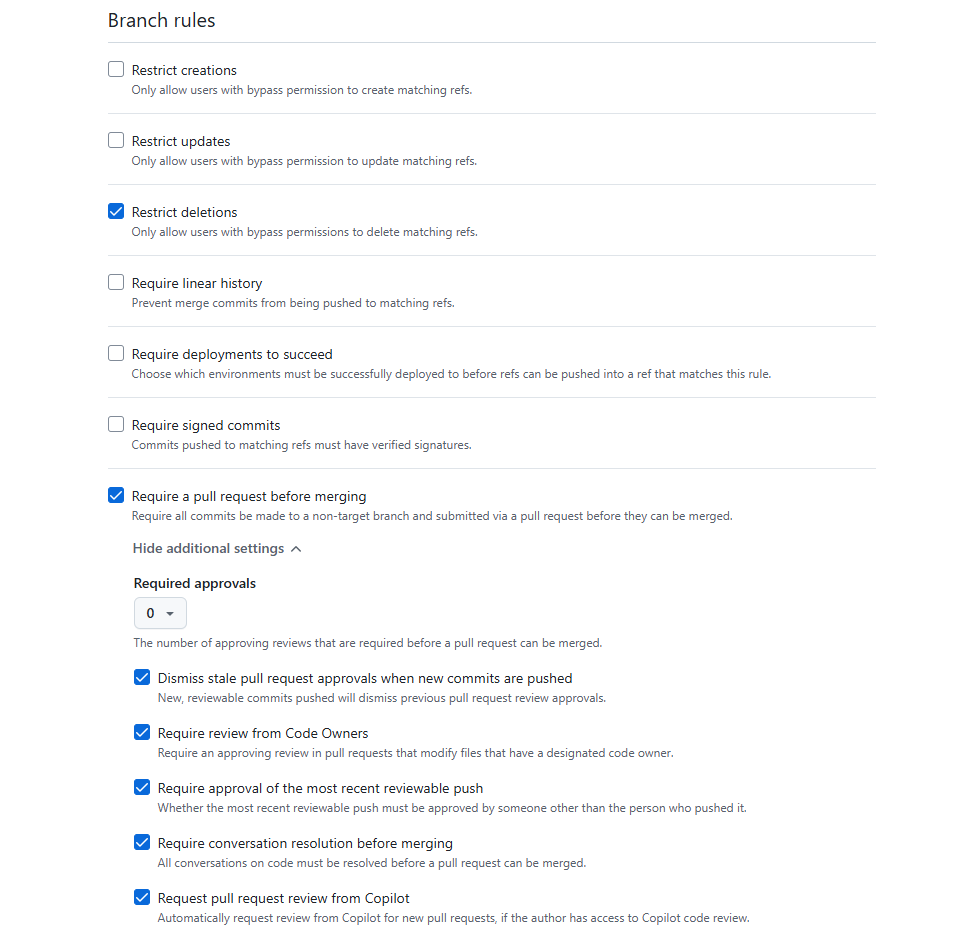 Branch rules
Restrict creations
Only allow users with bypass permission to create matching refs.
Restrict updates
Only allow users with bypass permission to update matching refs.
Restrict deletions
Only allow users with bypass permissions to delete matching refs.
Require linear history
Prevent merge commits from being pushed to matching refs.
Require deployments to succeed
Choose which environments must be successfully deployed to before refs can be pushed into a ref that matches this rule.
Require signed commits
Commits pushed to matching refs must have verified signatures.
Require a pull request before merging
Require all commits be made to a non-target branch and submitted via a pull request before they can be merged.
Hide additional settings
Required approvals
0
The number of approving reviews that are required before a pull request can be merged.
Dismiss stale pull request approvals when new commits are pushed
New, reviewable commits pushed will dismiss previous pull request review approvals.
Require review from Code Owners
Require an approving review in pull requests that modify files that have a designated code owner.
Require approval of the most recent reviewable push
Whether the most recent reviewable push must be approved by someone other than the person who pushed it.
Require conversation resolution before merging
All conversations on code must be resolved before a pull request can be merged.
Request pull request review from Copilot
Automatically request review from Copilot for new pull requests, if the author has access to Copilot code review.